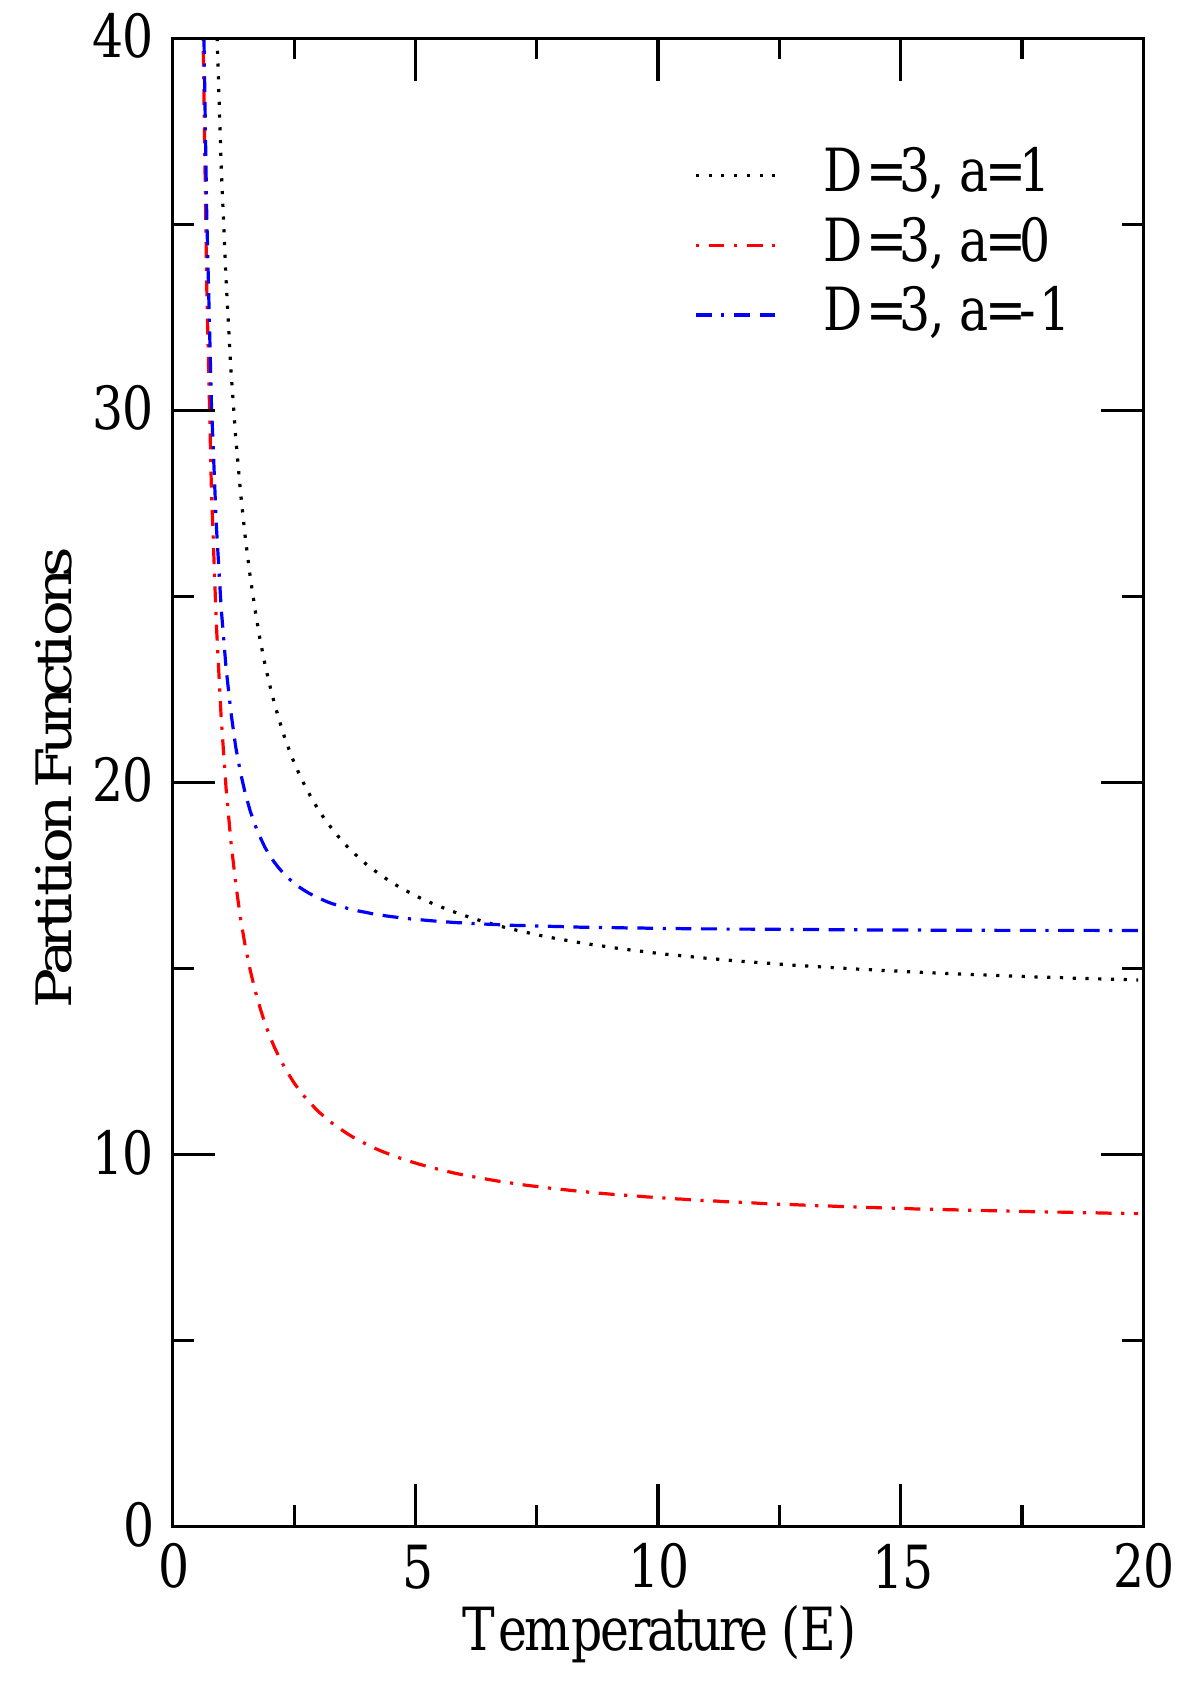 40
D=3, a=1
D=3, a=0
D=3, a=-1
30
Partition Functions
20
10
0
0 5 10 15 20
Temperature (E)